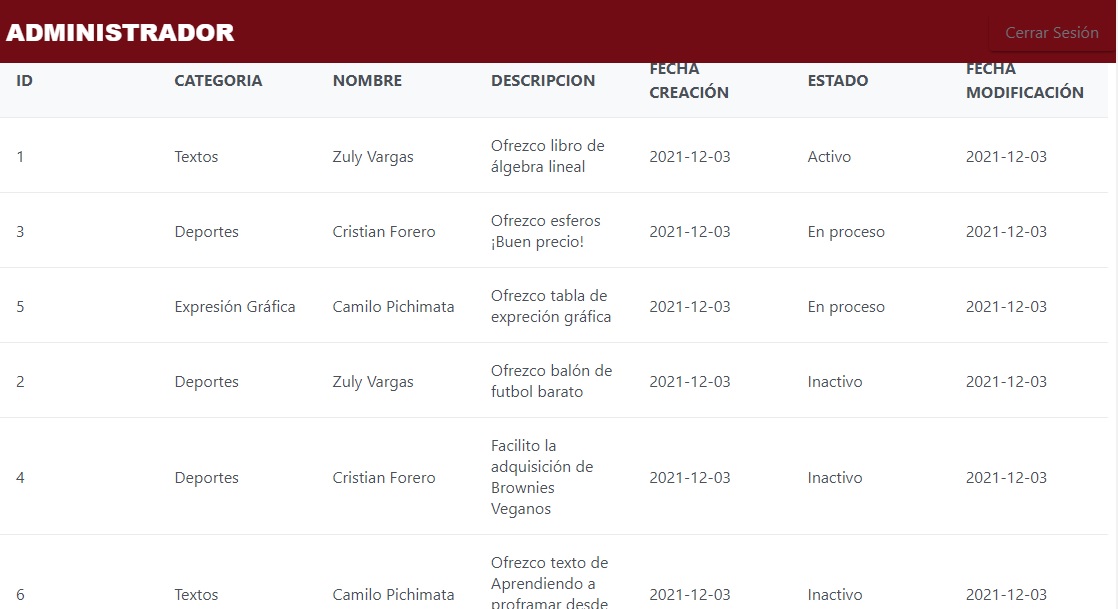 ADMINISTRADOR
Cerrar Sesión
ID CATEGORIA NOMBRE DESCRIPCION FECHA CREACIÓN ESTADO FECHA MODIFICACIÓN
1 Textos Zuly Vargas Ofrezco libro de álgebra lineal 2021-12-03 Activo 2021-12-03
3 Deportes Cristian Forero Ofrezco esferos ¡Buen precio! 2021-12-03 En proceso 2021-12-03
5 Expresión Gráfica Camilo Pichimata Ofrezco tabla de expreción gráfica 2021-12-03 En proceso 2021-12-03
2 Deportes Zuly Vargas Ofrezco balón de futbol barato 2021-12-03 Inactivo 2021-12-03
4 Deportes Cristian Forero Facilito la adquisición de Brownies Veganos 2021-12-03 Inactivo 2021-12-03
6 Textos Camilo Pichimata Ofrezco texto de Aprendiendo a proframar desde 2021-12-03 Inactivo 2021-12-03